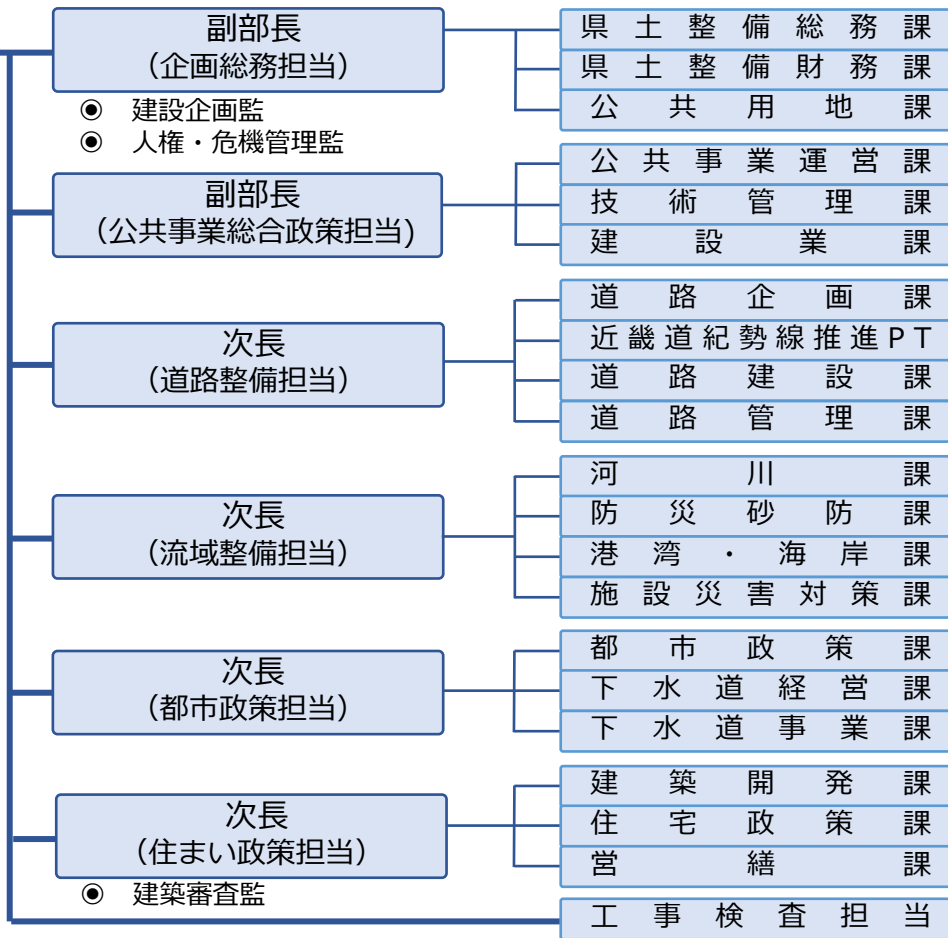 副部長
（企画総務担当）
◉ 建設企画監
◉ 人権・危機管理監
県土整備総務課
県土整備財務課
公共用地課
副部長
（公共事業総合政策担当)
公共事業運営課
技術管理課
建設業課
次長
（道路整備担当）
道路企画課
近畿道紀勢線推進PT
道路建設課
道路管理課
次長
（流域整備担当）
河川課
防災砂防課
港湾・海岸課
施設災害対策課
次長
（都市政策担当）
都市政策課
下水道経営課
下水道事業課
次長
（住まい政策担当）
◉ 建築審査監
建築開発課
住宅政策課
営繕課
工事検査担当